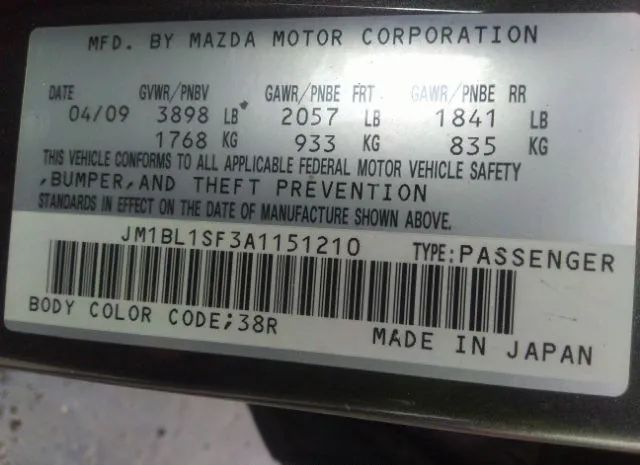 MFD. BY MAZDA MOTOR CORPORATION
DATE GVWR/PNBV GAWR/PNBE FRT GAWR/PNBE RR
04/09 3898 LB 2057 LB 1841 LB
1768 KG 933 KG 835 KG
THIS VEHICLE CONFORMS TO ALL APPLICABLE FEDERAL MOTOR VEHICLE SAFETY
,BUMPER,AND THEFT PREVENTION
STANDARDS IN EFFECT ON THE DATE OF MANUFACTURE SHOWN ABOVE.
JM1BL1SF3A1151210 TYPE:PASSENGER
BODY COLOR CODE;38R
MADE IN JAPAN